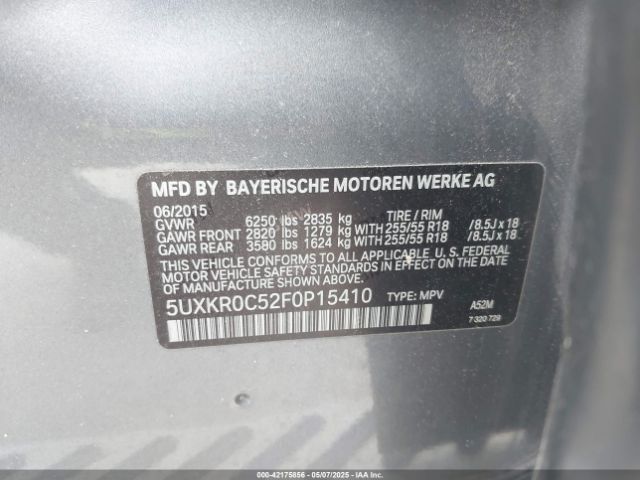 MFD BY BAYERISCHE MOTOREN WERKE AG
06/2015
GVWR 6250 lbs 2835 kg TIRE / RIM
GAWR FRONT 2820 lbs 1279 kg WITH 255/55 R18 / 8.5J x 18
GAWR REAR 3580 lbs 1624 kg WITH 255/55 R18 / 8.5J x 18
THIS VEHICLE CONFORMS TO ALL APPLICABLE U.S. FEDERAL
MOTOR VEHICLE SAFETY STANDARDS IN EFFECT ON THE DATE
OF MANUFACTURE SHOWN ABOVE.
5UXKR0C52F0P15410 TYPE: MPV A52M
7 320 729
000-42175856 - 05/07/2025 - IAAI.COM